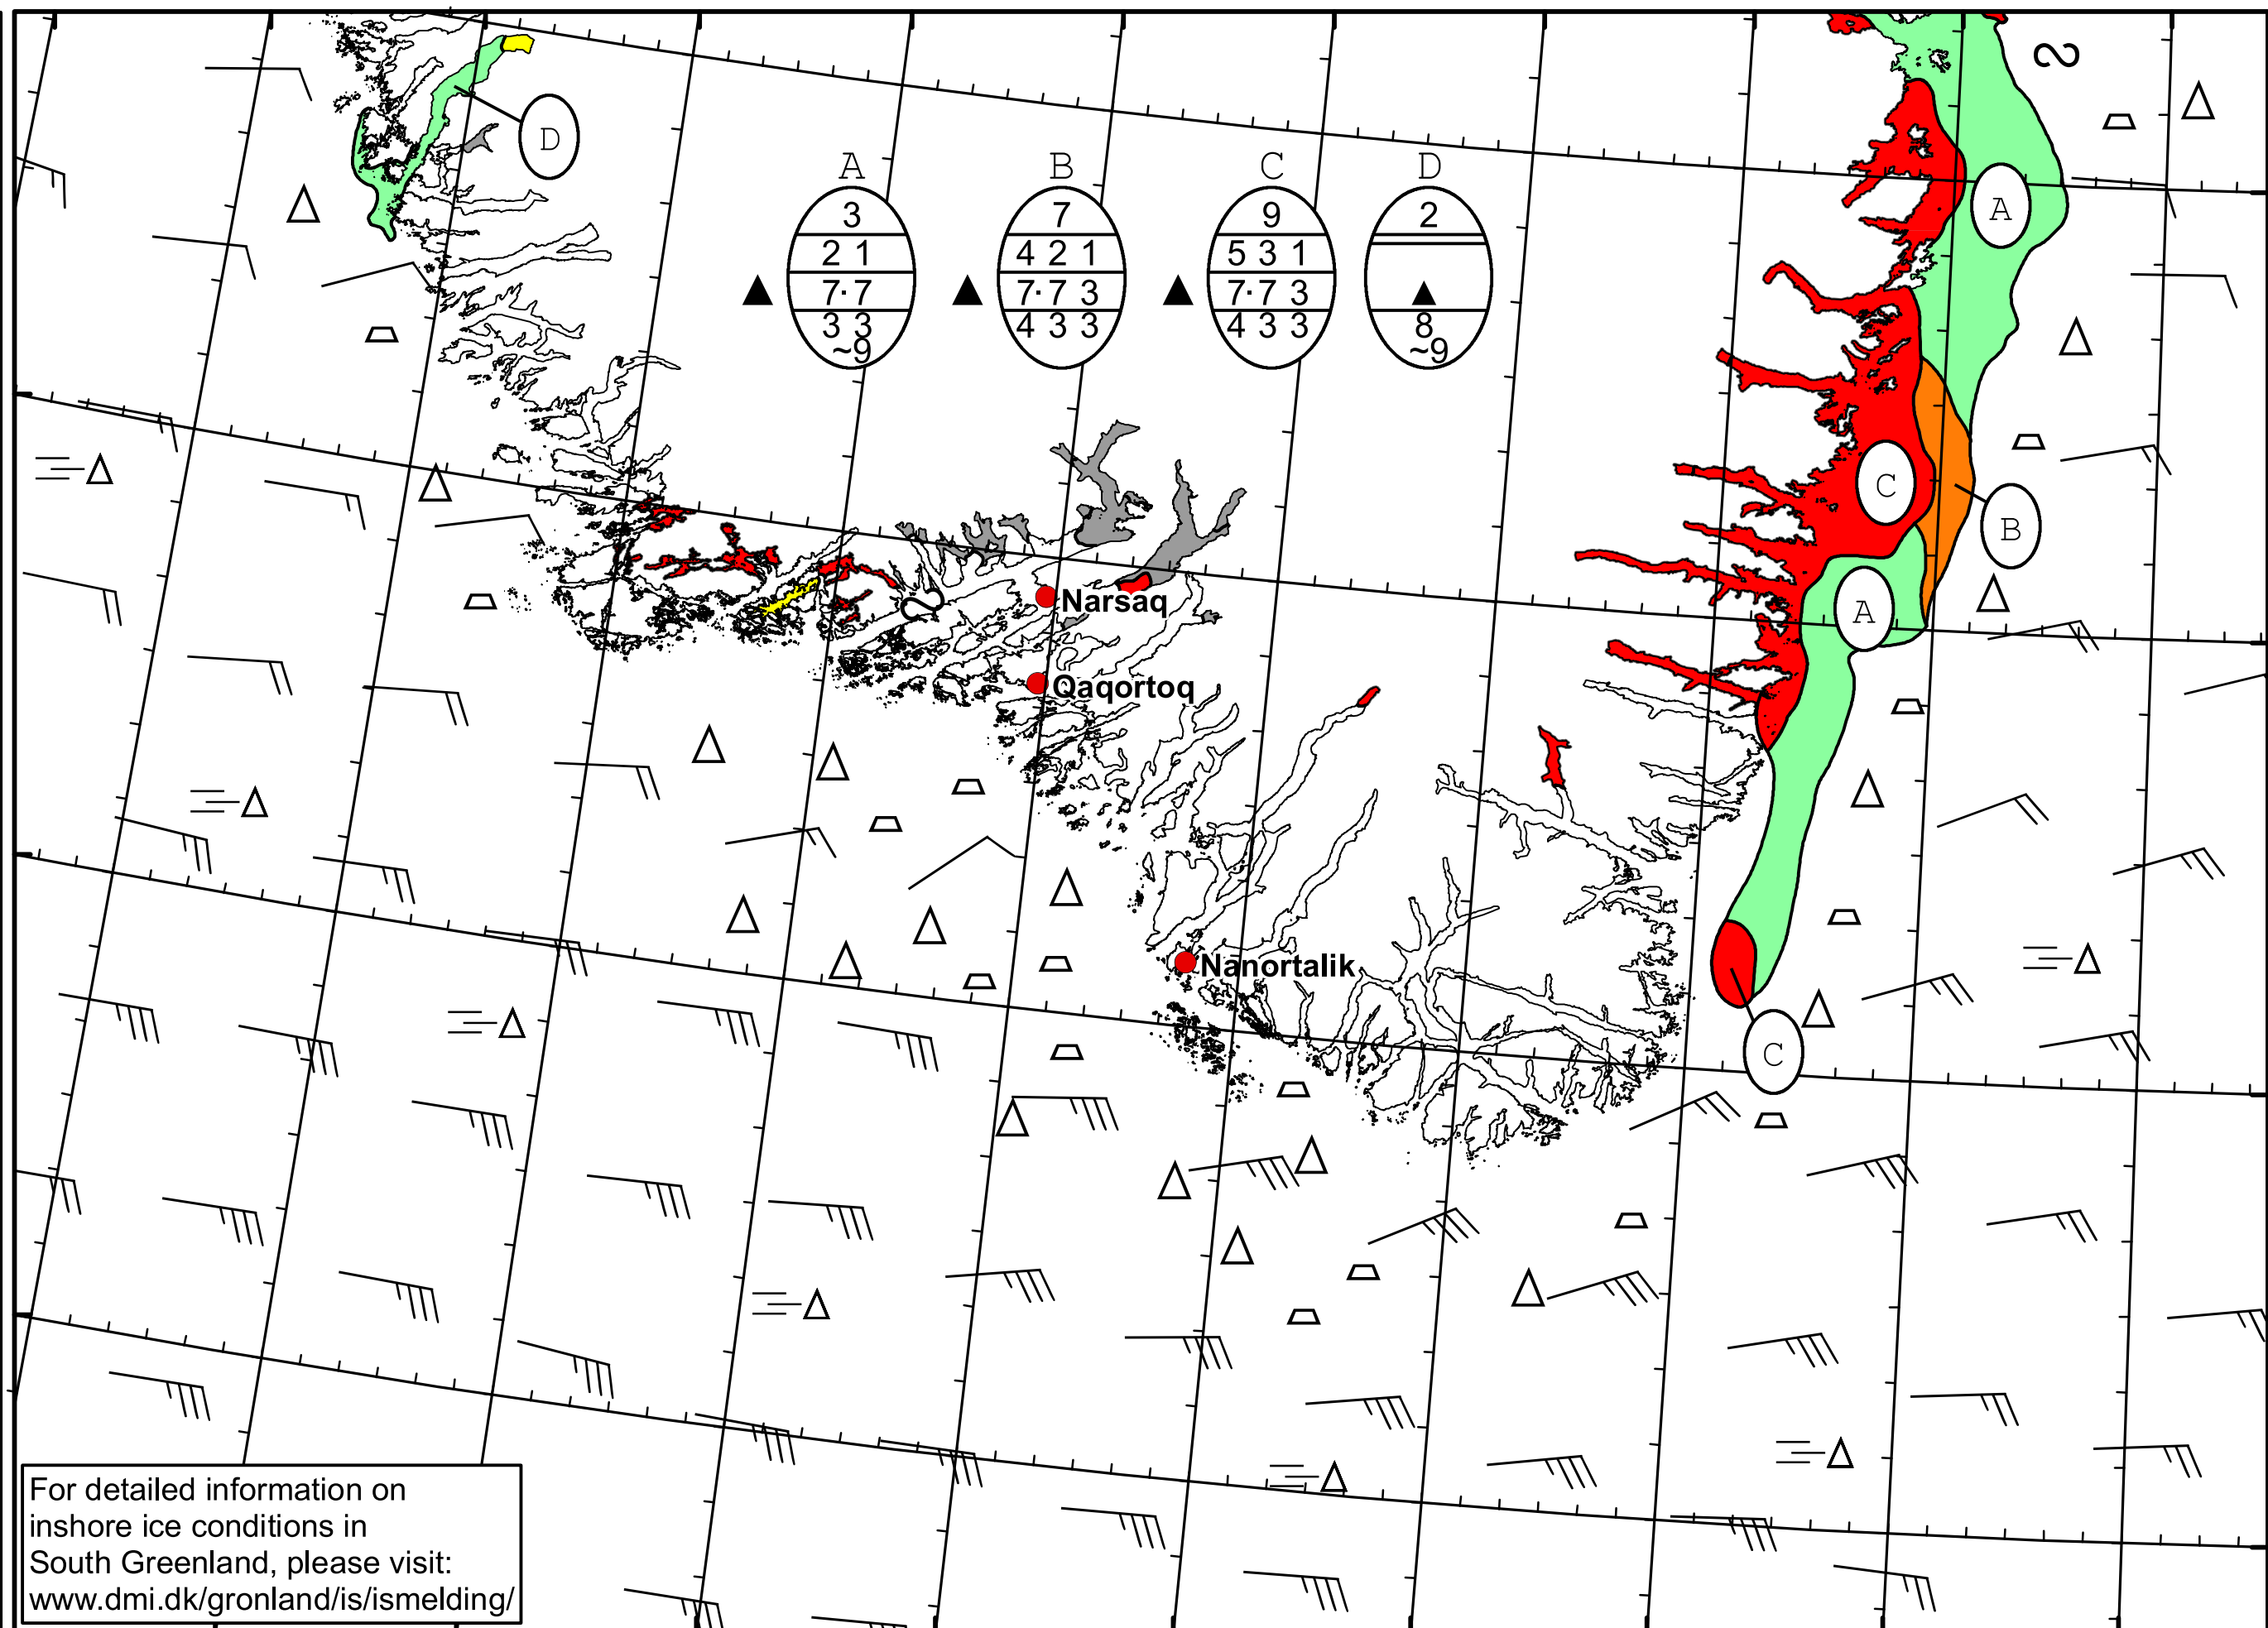 D
A
B
C
D
3
2 1
7·7
3 3
~9
7
4 2 1
7·7 3
4 3 3
9
5 3 1
7·7 3
4 3 3
2
8
~9
A
C
B
A
Narsaq
Qaqortoq
Nanortalik
C
For detailed information on
inshore ice conditions in
South Greenland, please visit:
www.dmi.dk/gronland/is/ismelding/